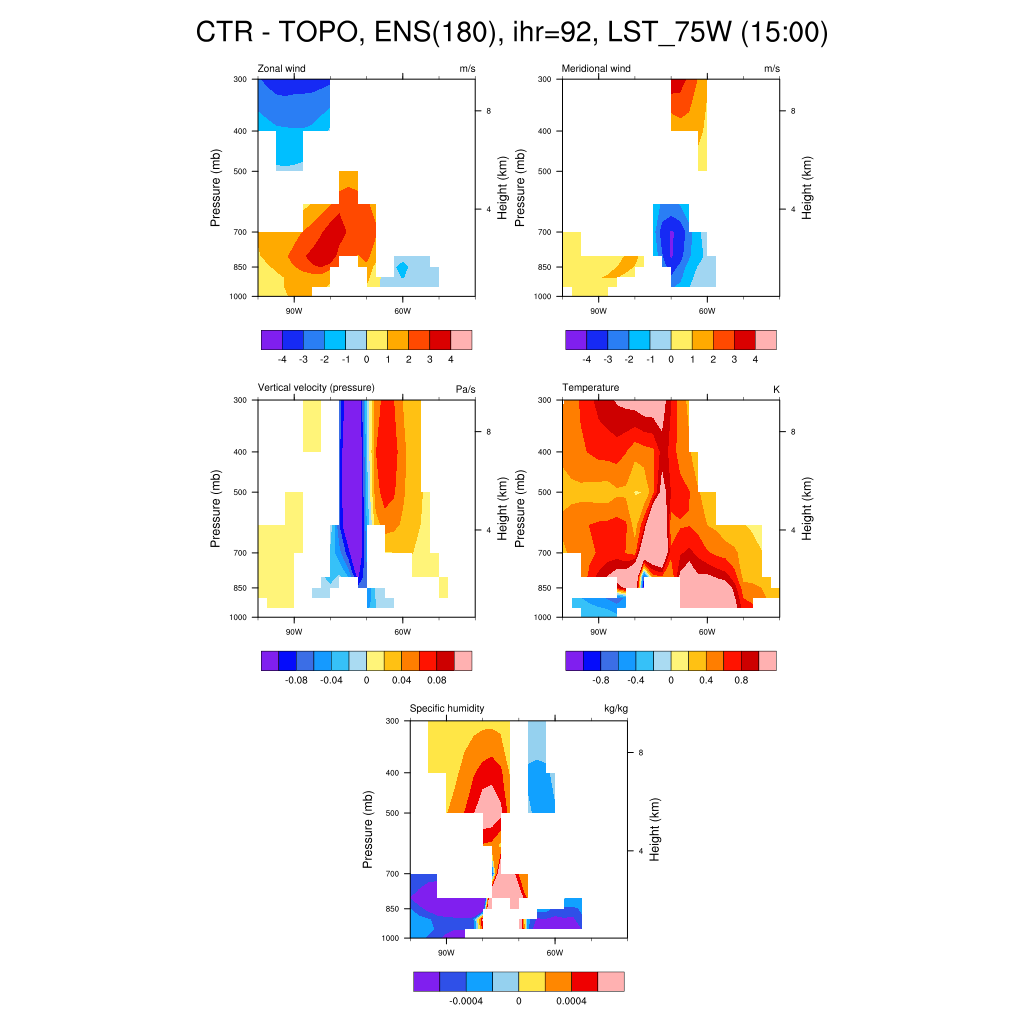 CTR - TOPO, ENS(180), ihr=92, LST_75W (15:00)
Zonal wind m/s
300
400
500
700
850
1000
Pressure (mb)
8
4
Height (km)
90W 60W
-4 -3 -2 -1 0 1 2 3 4
Meridional wind m/s
300
400
500
700
850
1000
Pressure (mb)
8
4
Height (km)
90W 60W
-4 -3 -2 -1 0 1 2 3 4
Vertical velocity (pressure) Pa/s
300
400
500
700
850
1000
Pressure (mb)
8
4
Height (km)
90W 60W
-0.08 -0.04 0 0.04 0.08
Temperature K
300
400
500
700
850
1000
Pressure (mb)
8
4
Height (km)
90W 60W
-0.8 -0.4 0 0.4 0.8
Specific humidity kg/kg
300
400
500
700
850
1000
Pressure (mb)
8
4
Height (km)
90W 60W
-0.0004 0 0.0004